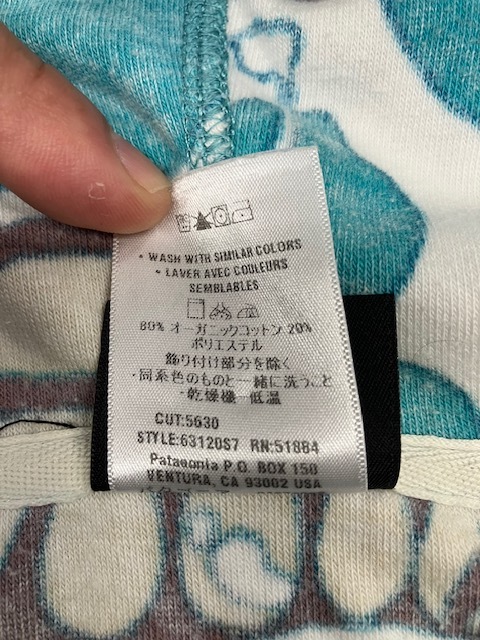 • WASH WITH SIMILAR COLORS
• LAVER AVEC COULEURS
SEMBLABLES
80% オーガニックコットン 20%
ポリエステル
飾り付け部分を除く
・同系色のものと一緒に洗うこと
・乾燥機・低温
CUT:5630
STYLE:63120S7 RN:51884
Patagonia P.O. BOX 150
VENTURA, CA 93002 USA